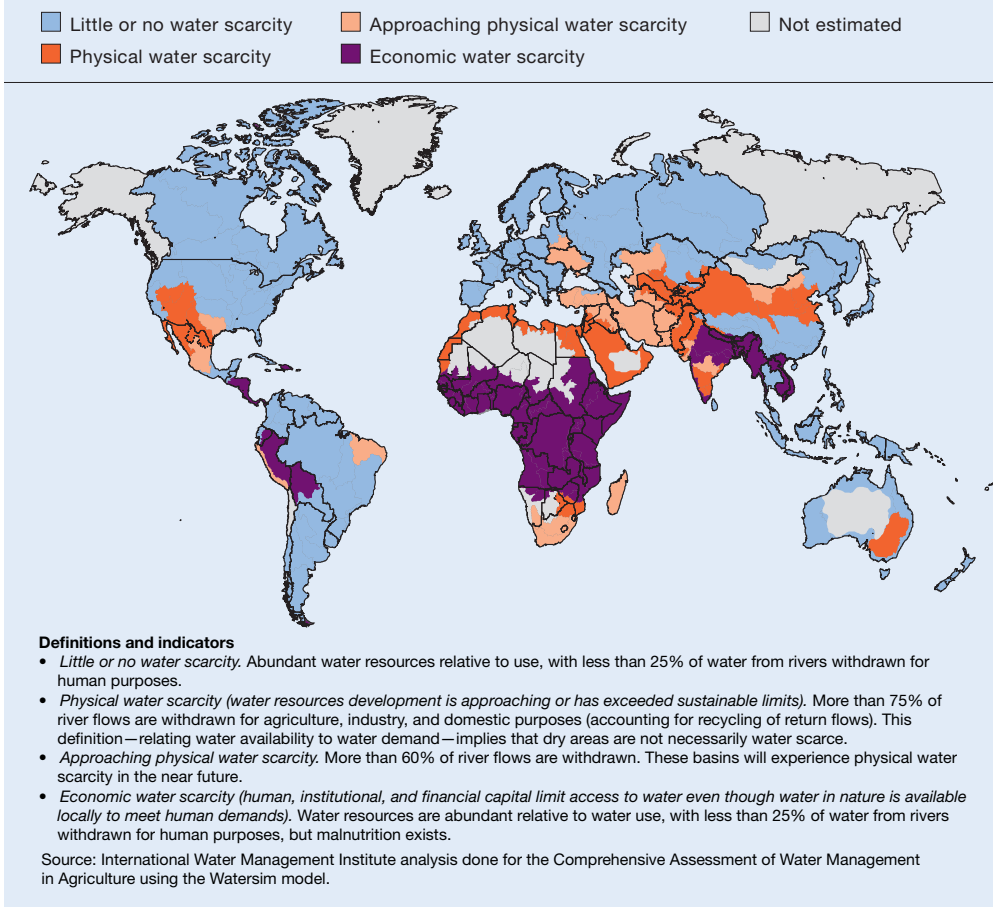 Little or no water scarcity
Approaching physical water scarcity
Not estimated
Physical water scarcity
Economic water scarcity
Definitions and indicators
• Little or no water scarcity. Abundant water resources relative to use, with less than 25% of water from rivers withdrawn for
human purposes.
• Physical water scarcity (water resources development is approaching or has exceeded sustainable limits). More than 75% of
river flows are withdrawn for agriculture, industry, and domestic purposes (accounting for recycling of return flows). This
definition—relating water availability to water demand—implies that dry areas are not necessarily water scarce.
• Approaching physical water scarcity. More than 60% of river flows are withdrawn. These basins will experience physical water
scarcity in the near future.
• Economic water scarcity (human, institutional, and financial capital limit access to water even though water in nature is available
locally to meet human demands). Water resources are abundant relative to water use, with less than 25% of water from rivers
withdrawn for human purposes, but malnutrition exists.
Source: International Water Management Institute analysis done for the Comprehensive Assessment of Water Management
in Agriculture using the Watersim model.